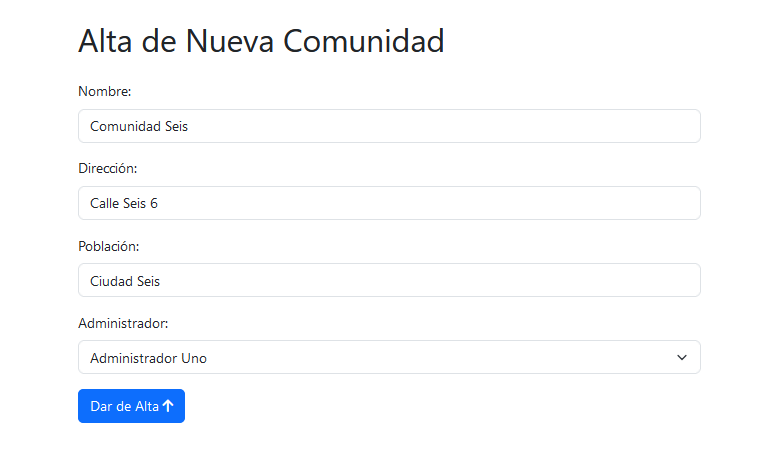 Alta de Nueva Comunidad
Nombre:
Comunidad Seis
Dirección:
Calle Seis 6
Población:
Ciudad Seis
Administrador:
Administrador Uno
Dar de Alta